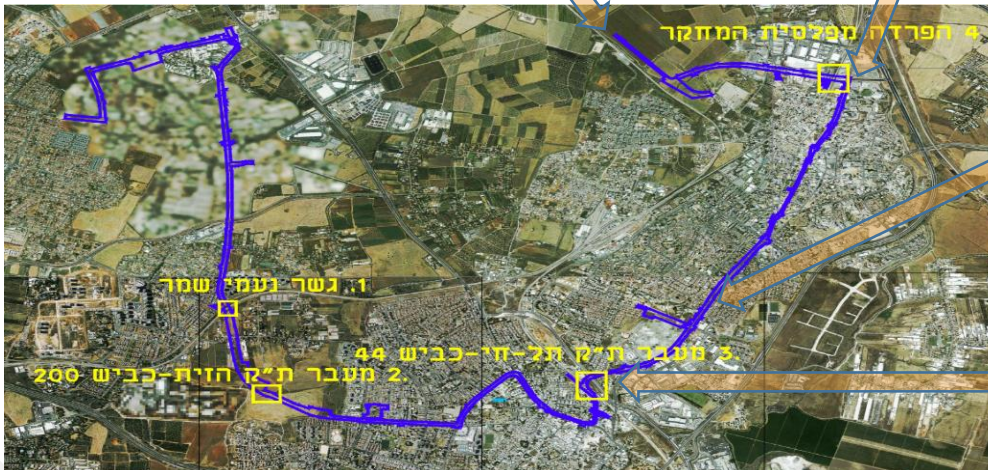 4 הפרדה מפלסית המחקר
1. גשר נעמי שמר
3. מעבר ת"ק תל-חי-כביש 44
2. מעבר ת"ק הזית-כביש 200